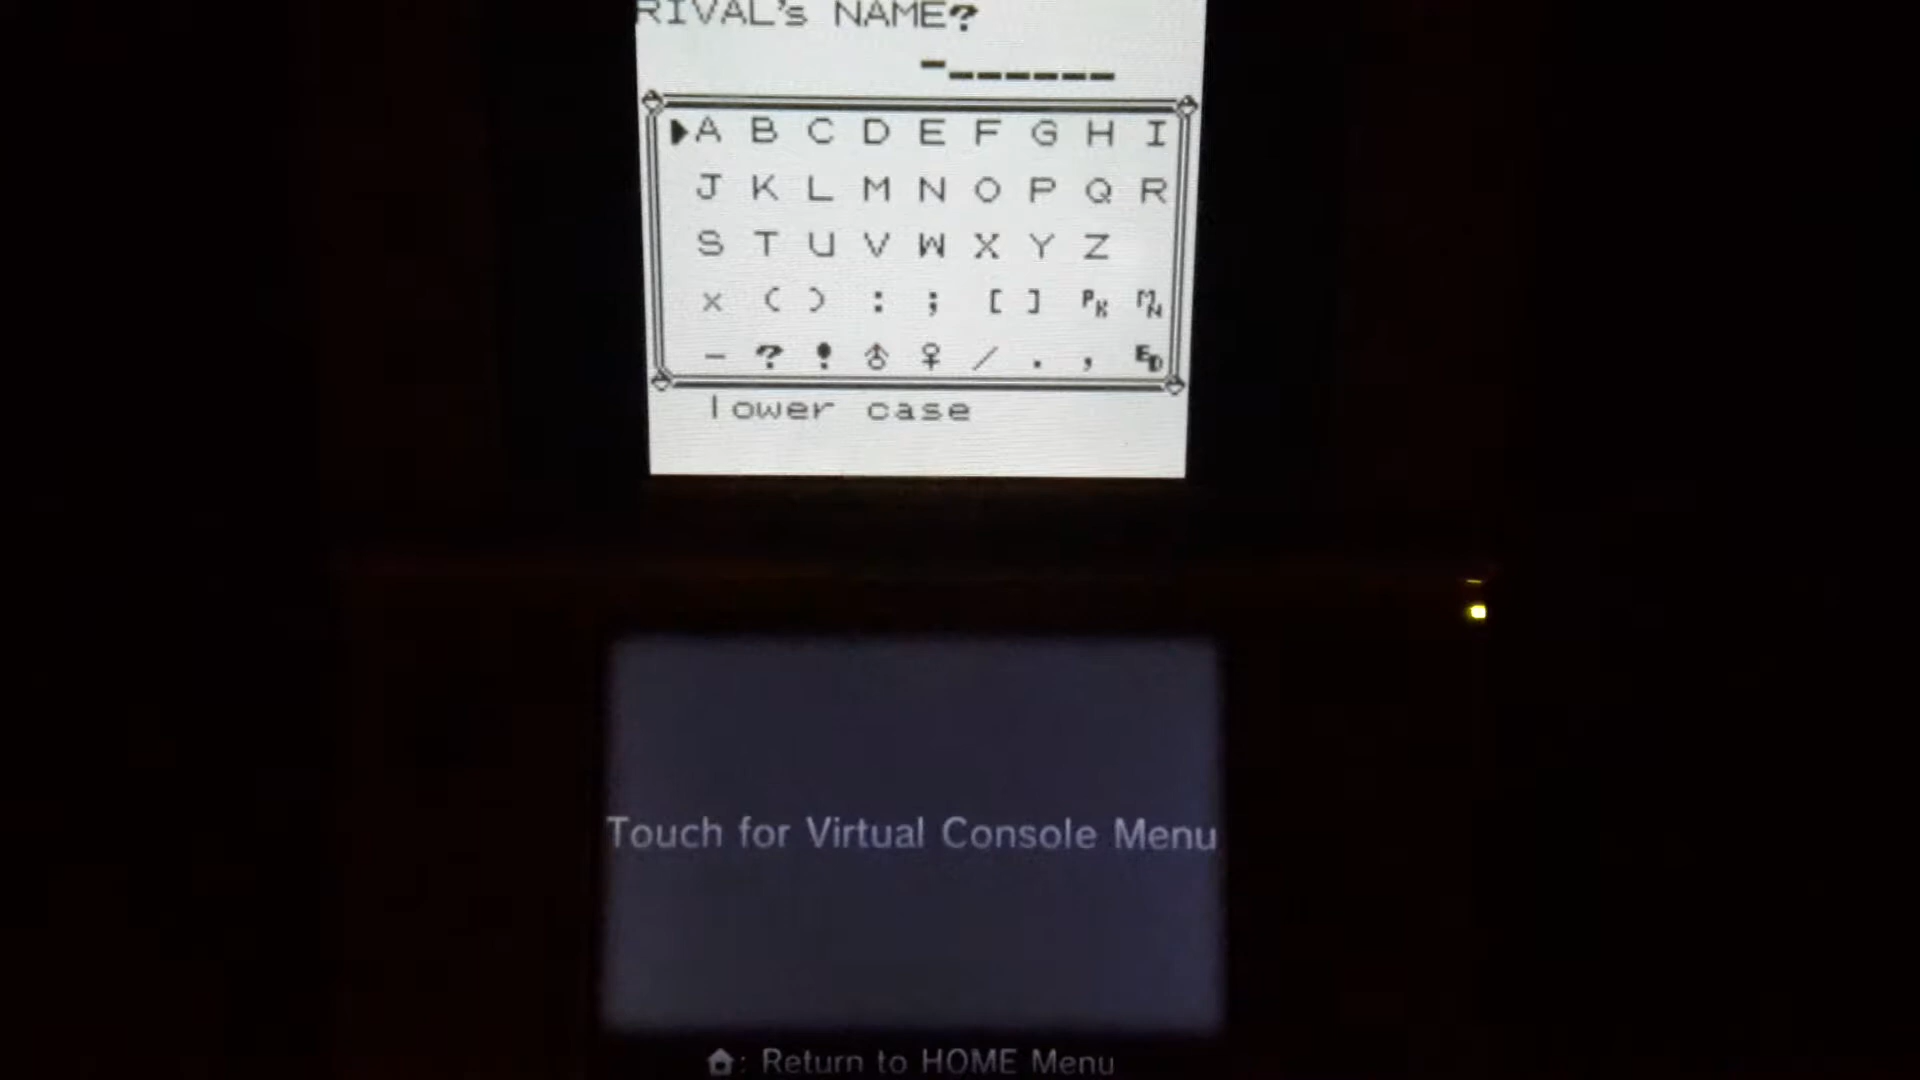 RIVAL's NAME?
A B C D E F G H I
J K L M N O P Q R
S T U V W X Y Z
× ( ) : ; [ ] PK MN
- ? ! ♂ ♀ / . , ED
lower case
Touch for Virtual Console Menu
: Return to HOME Menu